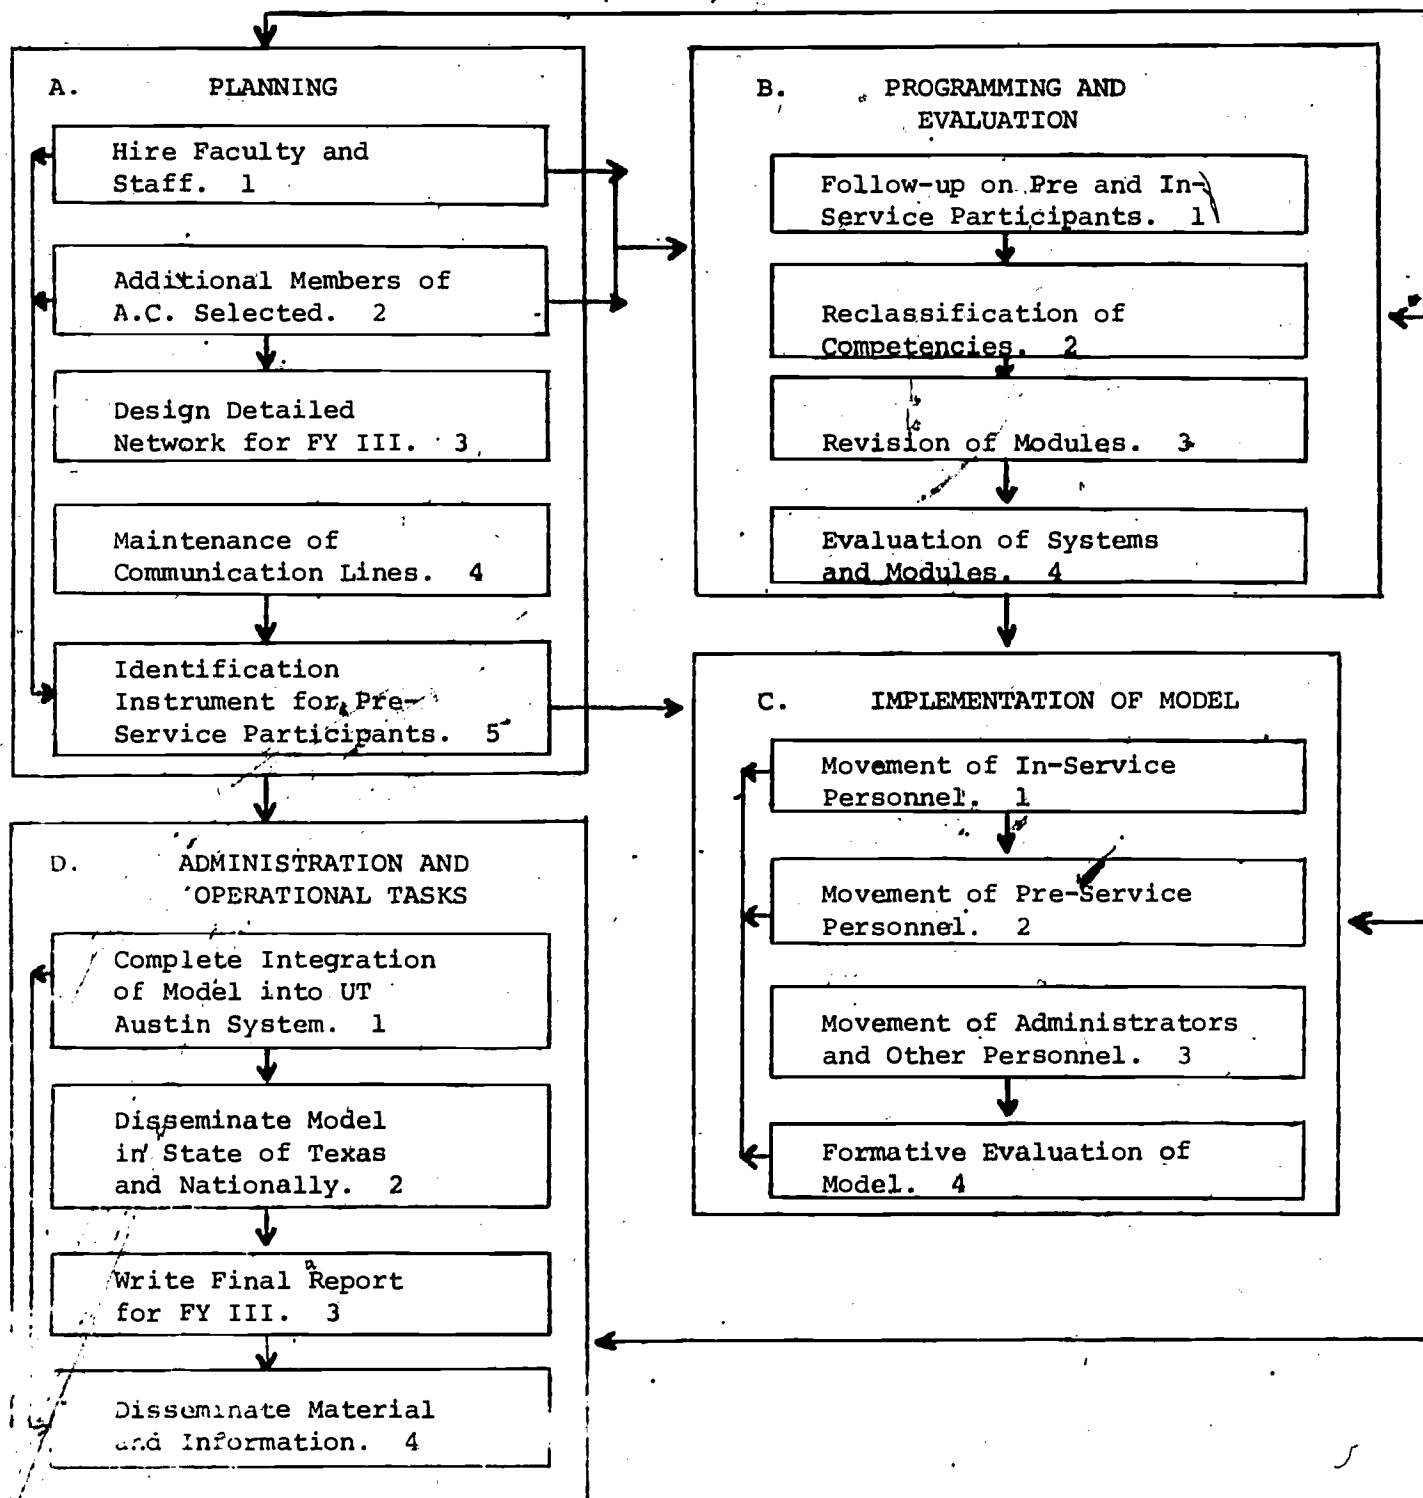 A. PLANNING
Hire Faculty and
Staff. 1
Additional Members of
A.C. Selected. 2
Design Detailed
Network for FY III. 3
Maintenance of
Communication Lines. 4
Identification
Instrument for Pre-
Service Participants. 5
B. PROGRAMMING AND
EVALUATION
Follow-up on Pre and In-
Service Participants. 1
Reclassification of
Competencies. 2
Revision of Modules. 3
Evaluation of Systems
and Modules. 4
C. IMPLEMENTATION OF MODEL
Movement of In-Service
Personnel. 1
Movement of Pre-Service
Personnel. 2
Movement of Administrators
and Other Personnel. 3
Formative Evaluation of
Model. 4
D. ADMINISTRATION AND
OPERATIONAL TASKS
Complete Integration
of Model into UT
Austin System. 1
Disseminate Model
in State of Texas
and Nationally. 2
Write Final Report
for FY III. 3
Disseminate Material
and Information. 4